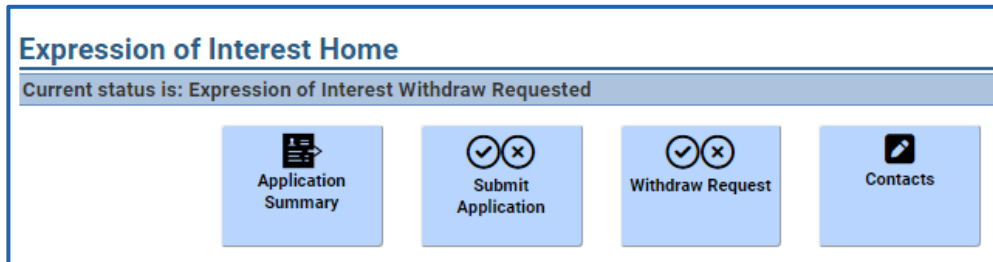 Expression of Interest Home
Current status is: Expression of Interest Withdraw Requested
Application
Summary
Submit
Application
Withdraw Request
Contacts